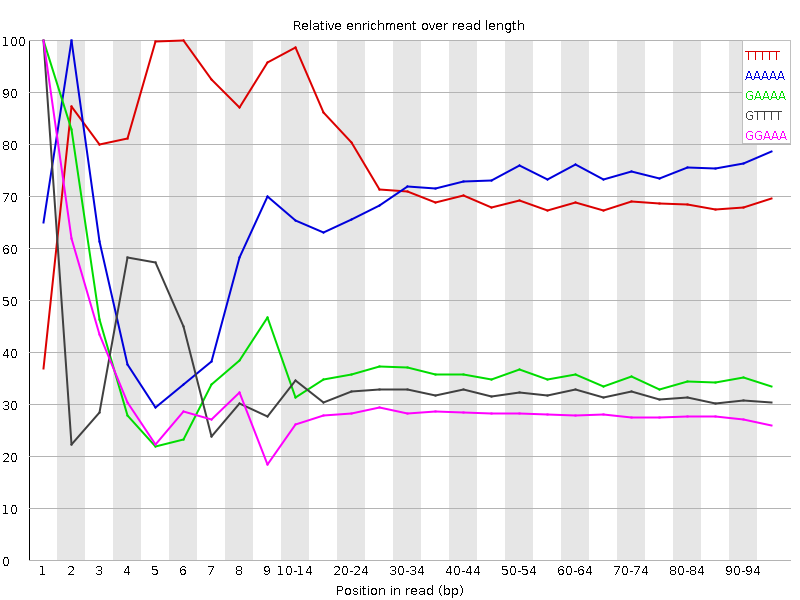 Relative enrichment over read length
100
90
80
70
60
50
40
30
20
10
0
TTTTT
AAAAA
GAAAA
GTTTT
GGAAA
1 2 3 4 5 6 7 8 9 10-14 20-24 30-34 40-44 50-54 60-64 70-74 80-84 90-94
Position in read (bp)